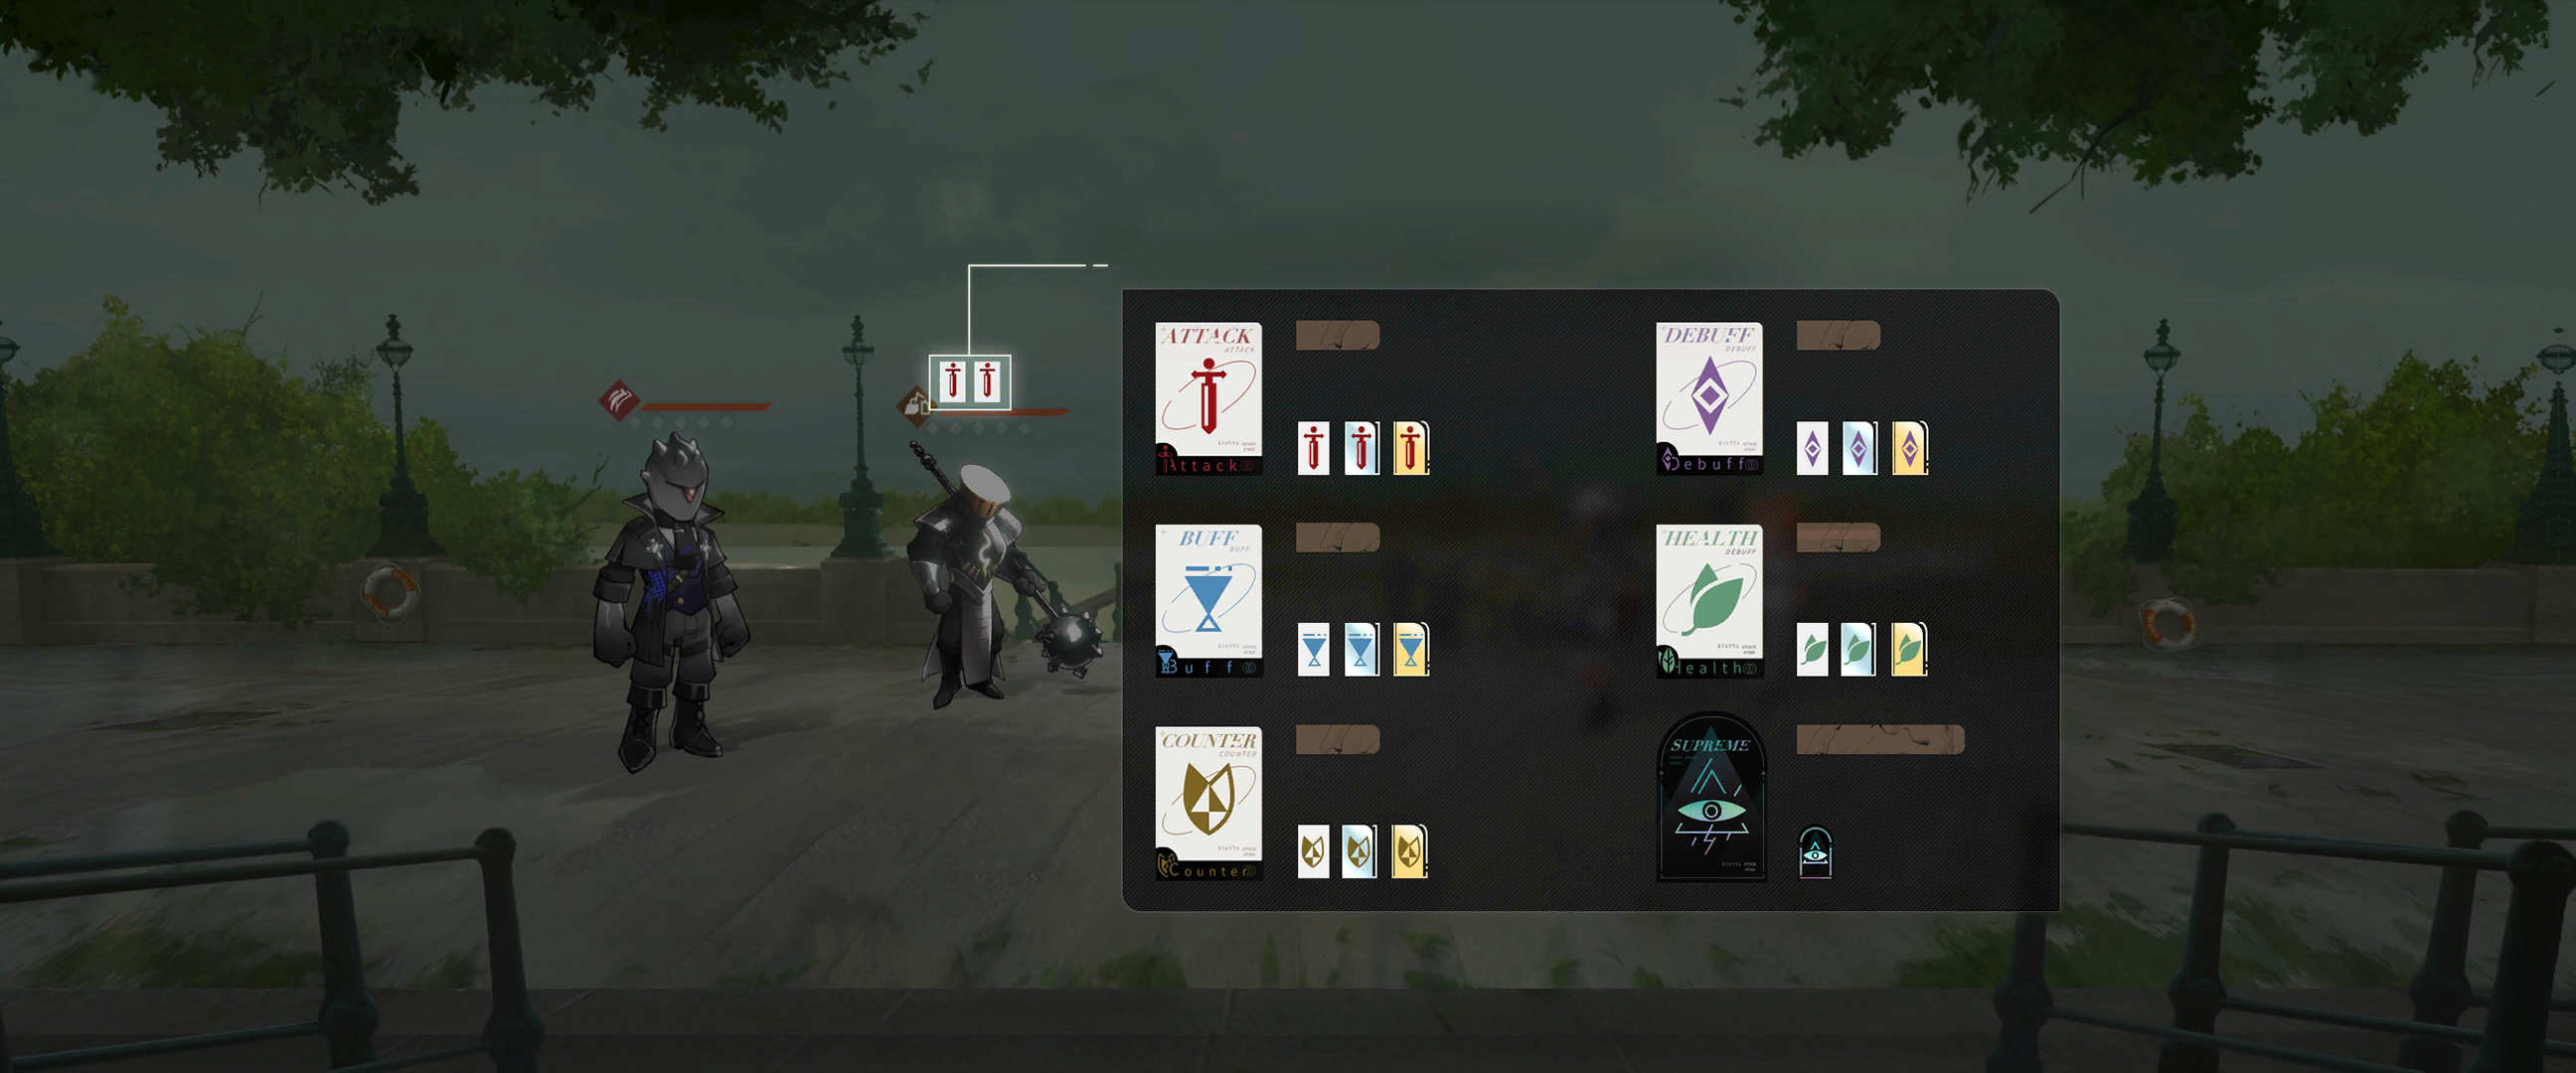 ATTACK
ATTACK
Attack
DEBUFF
DEBUFF
Debuff
BUFF
BUFF
Buff
HEALTH
DEBUFF
Health
COUNTER
COUNTER
Counter
SUPREME